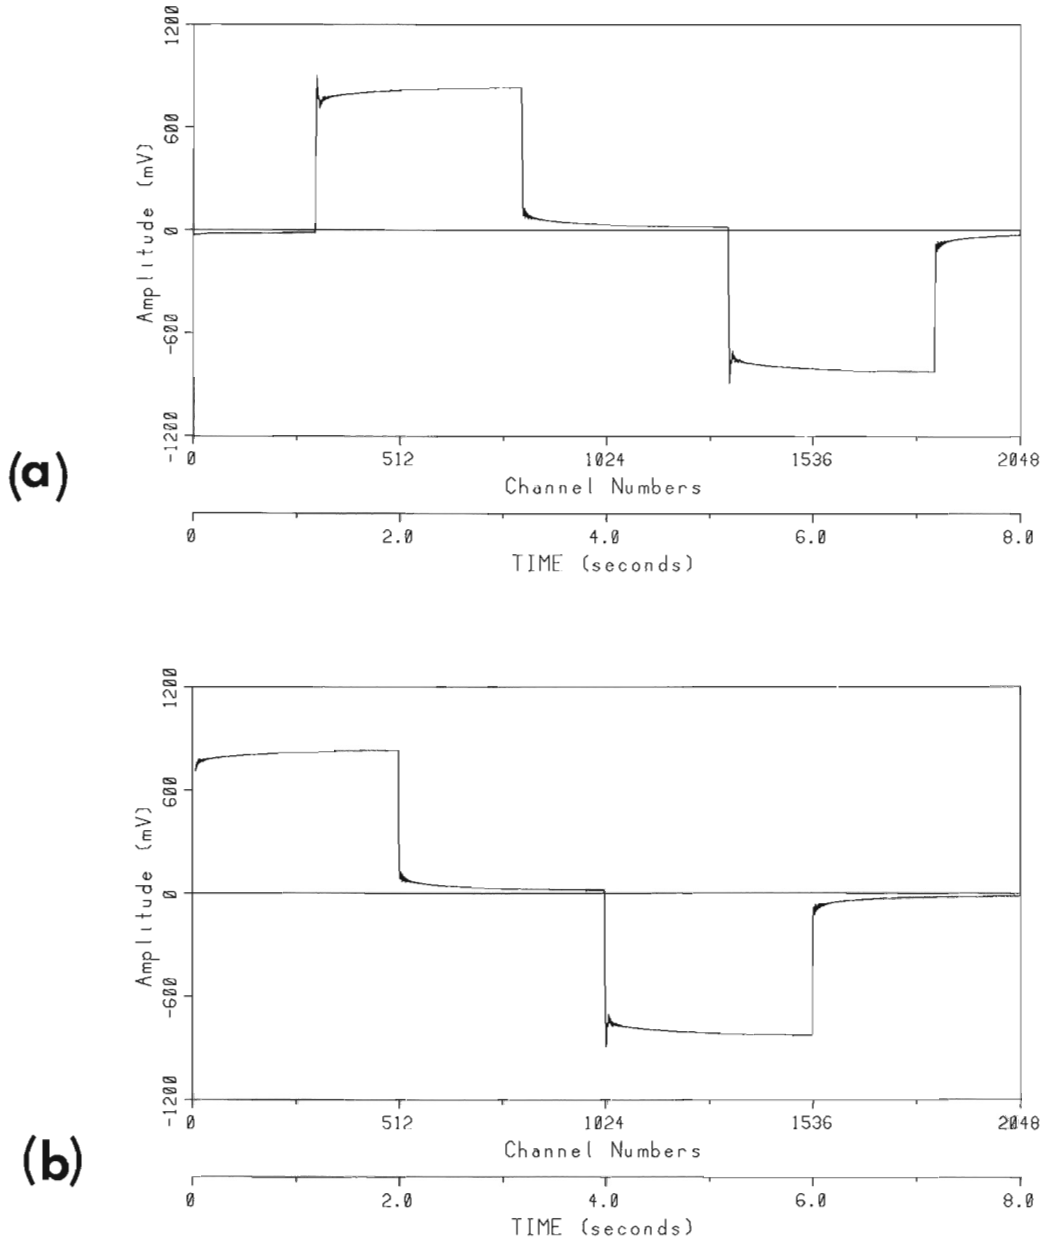 1200
600
0
-600
-1200
Amplitude (mV)
0 512 1024 1536 2048
Channel Numbers
(a)
0 2.0 4.0 6.0 8.0
TIME (seconds)
1200
600
0
-600
-1200
Amplitude (mV)
0 512 1024 1536 2048
Channel Numbers
(b)
0 2.0 4.0 6.0 8.0
TIME (seconds)